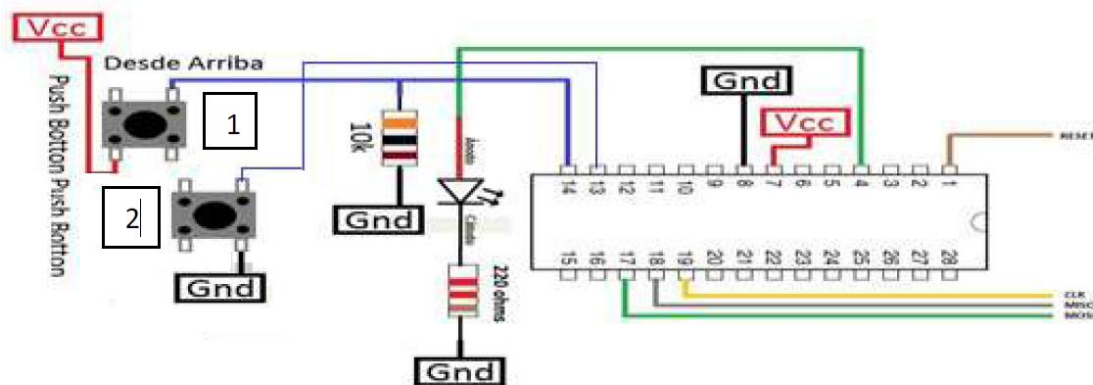 Vcc
Desde Arriba
Push Botton Push Botton
1
2
Gnd
10k
Gnd
Ánodo
Cátodo
220 ohms
Gnd
Gnd
Vcc
RESET
14 13 12 11 10 9 8 7 6 5 4 3 2 1
15 16 17 18 19 20 21 22 23 24 25 26 27 28
CLK
MISO
MOSI